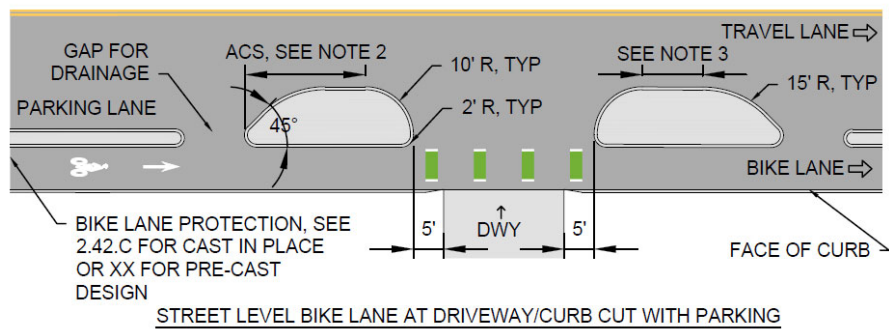 TRAVEL LANE
GAP FOR
DRAINAGE
ACS, SEE NOTE 2
SEE NOTE 3
10' R, TYP
15' R, TYP
PARKING LANE
2' R, TYP
45°
BIKE LANE
BIKE LANE PROTECTION, SEE
2.42.C FOR CAST IN PLACE
OR XX FOR PRE-CAST
DESIGN
5'
DWY
5'
FACE OF CURB
STREET LEVEL BIKE LANE AT DRIVEWAY/CURB CUT WITH PARKING